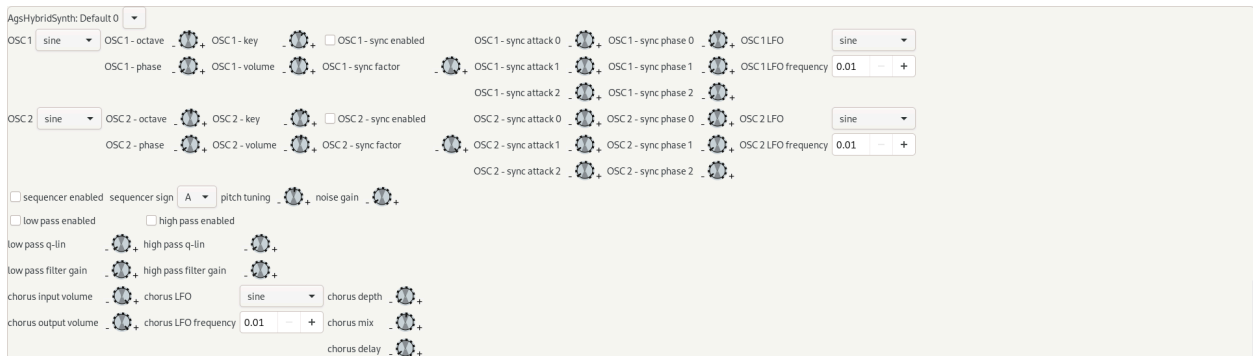 AgsHybridSynth: Default 0
OSC 1 sine OSC 1 - octave - + OSC 1 - key - + OSC 1 - sync enabled OSC 1 - sync attack 0 - + OSC 1 - sync phase 0 - + OSC 1 LFO sine
OSC 1 - phase - + OSC 1 - volume - + OSC 1 - sync factor - + OSC 1 - sync attack 1 - + OSC 1 - sync phase 1 - + OSC 1 LFO frequency 0.01 - +
OSC 1 - sync attack 2 - + OSC 1 - sync phase 2 - +
OSC 2 sine OSC 2 - octave - + OSC 2 - key - + OSC 2 - sync enabled OSC 2 - sync attack 0 - + OSC 2 - sync phase 0 - + OSC 2 LFO sine
OSC 2 - phase - + OSC 2 - volume - + OSC 2 - sync factor - + OSC 2 - sync attack 1 - + OSC 2 - sync phase 1 - + OSC 2 LFO frequency 0.01 - +
OSC 2 - sync attack 2 - + OSC 2 - sync phase 2 - +
sequencer enabled sequencer sign A pitch tuning - + noise gain - +
low pass enabled high pass enabled
low pass q-lin - + high pass q-lin - +
low pass filter gain - + high pass filter gain - +
chorus input volume - + chorus LFO sine chorus depth - +
chorus output volume - + chorus LFO frequency 0.01 - + chorus mix - +
chorus delay - +